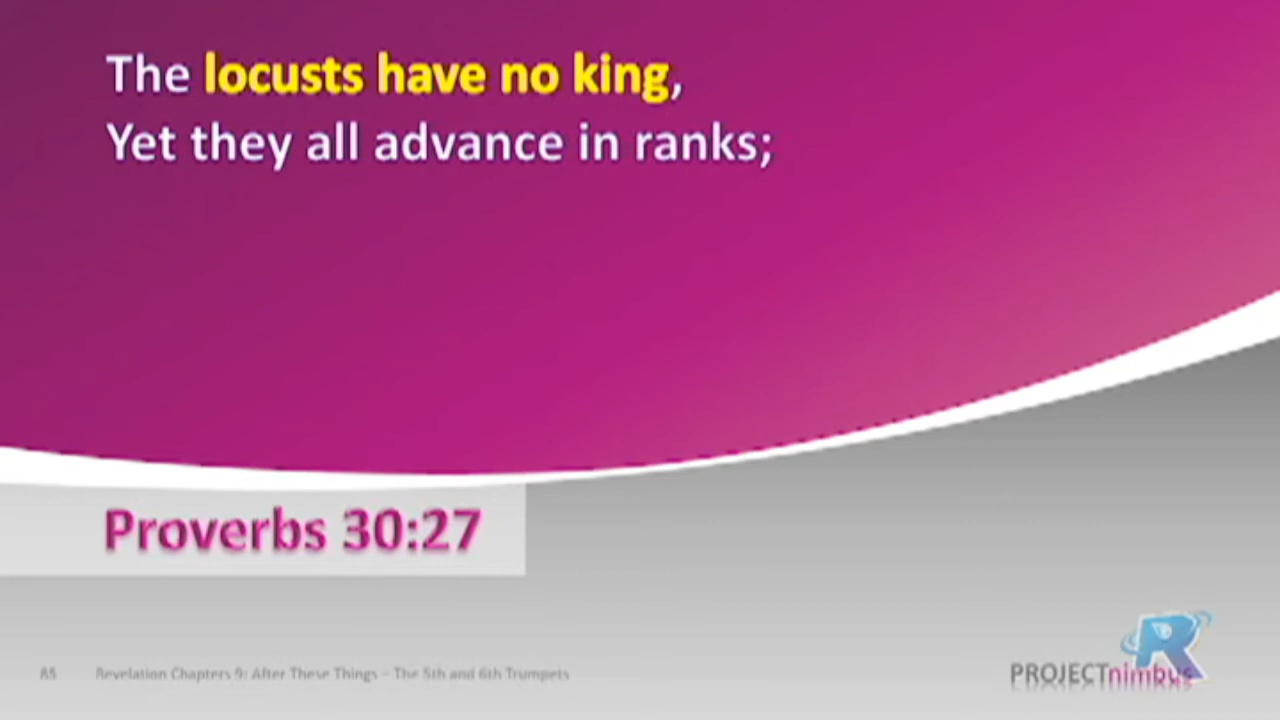 The locusts have no king,
Yet they all advance in ranks;
Proverbs 30:27
85 Revelation Chapters 9: After These Things – The 5th and 6th Trumpets
PROJECTnimbus
R